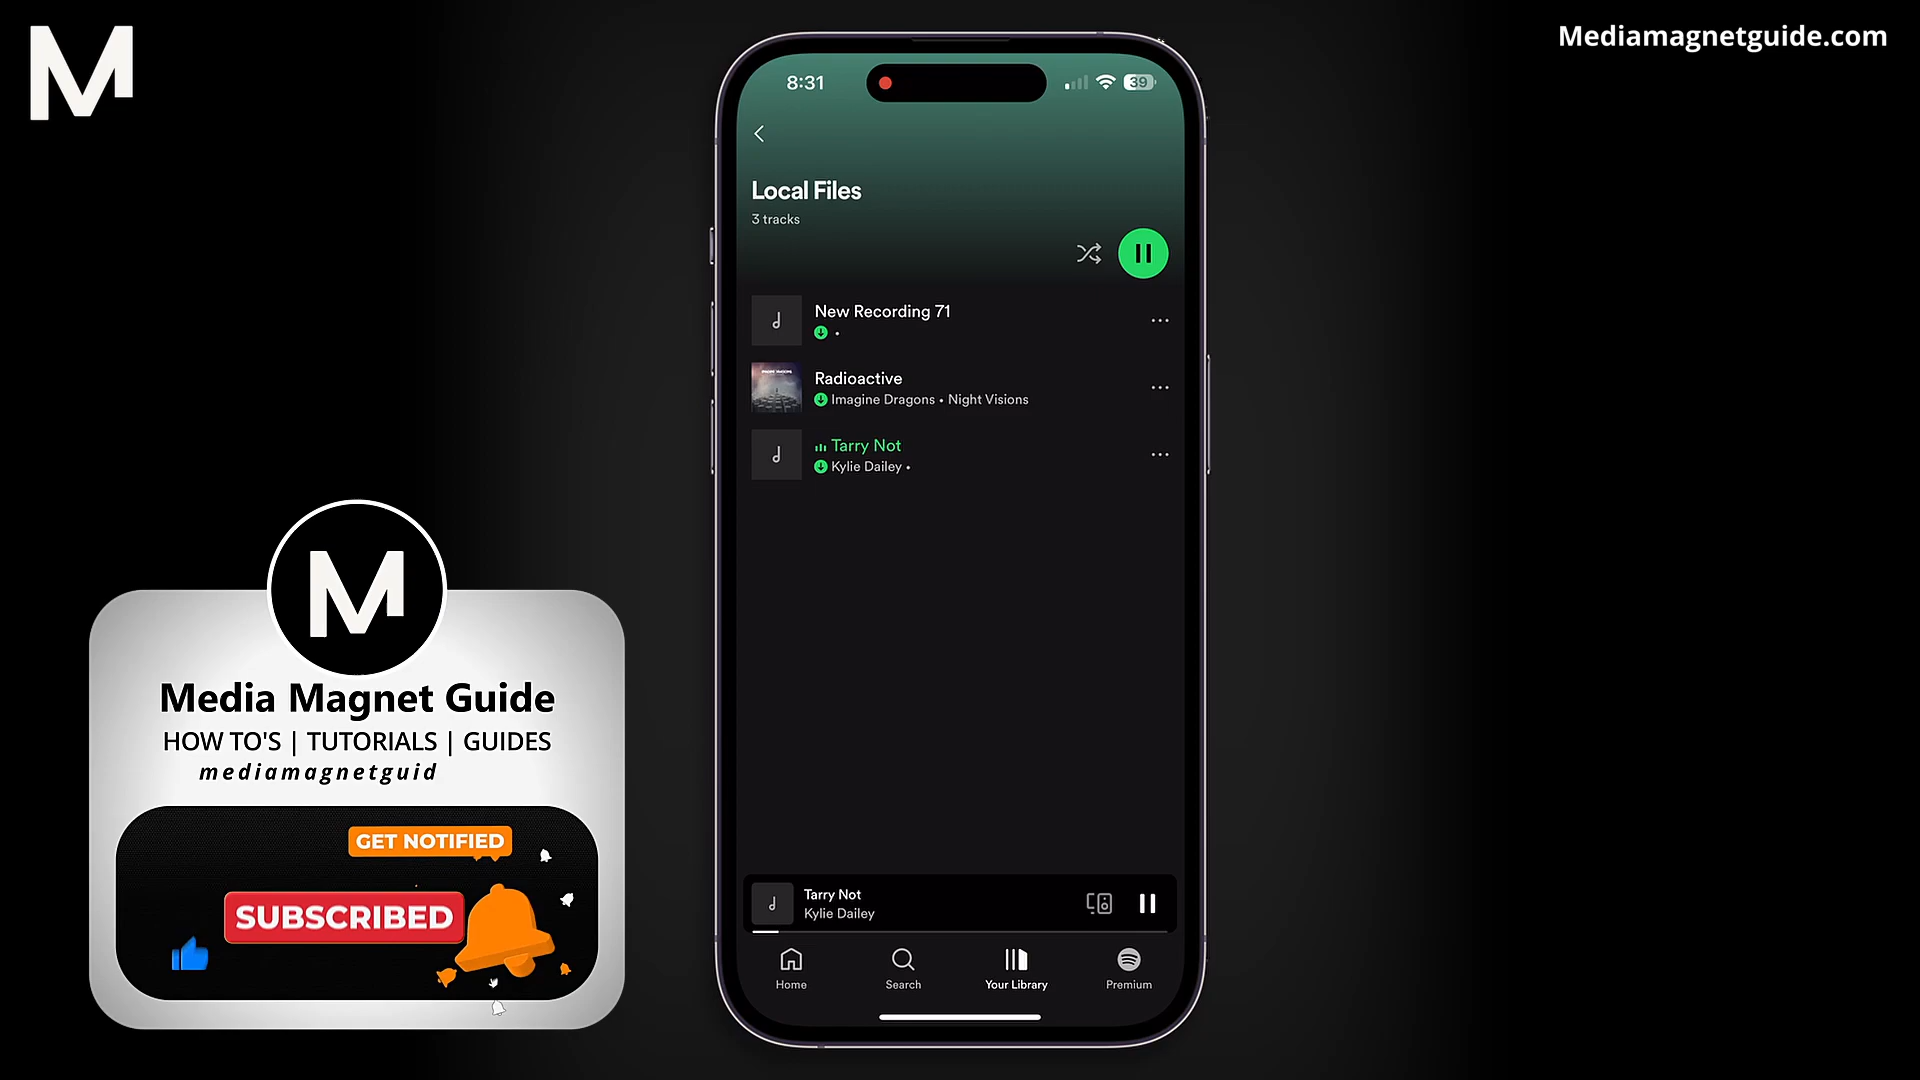 M
Mediamagnetguide.com
8:31
39
Local Files
3 tracks
New Recording 71
•
Radioactive
Imagine Dragons • Night Visions
Tarry Not
Kylie Dailey •
M
Media Magnet Guide
HOW TO'S | TUTORIALS | GUIDES
mediamagnetguid
GET NOTIFIED
SUBSCRIBED
Tarry Not
Kylie Dailey
Home
Search
Your Library
Premium